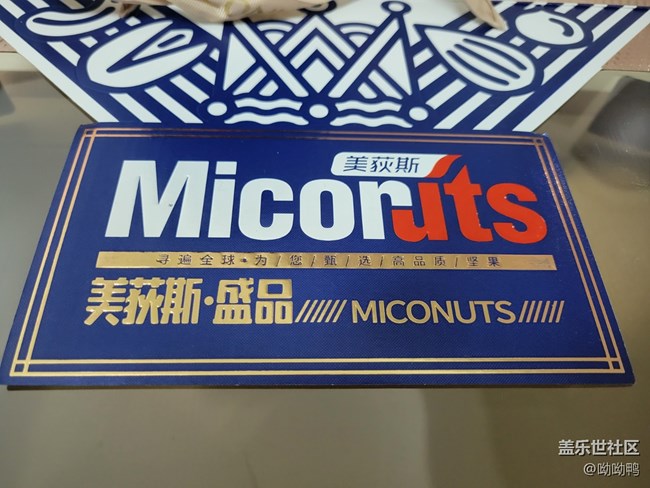 美荻斯
Miconuts
寻遍全球·为/您/甄/选/高品质/坚果
美荻斯·盛品//////MICONUTS//////
盖乐世社区
@呦呦鸭